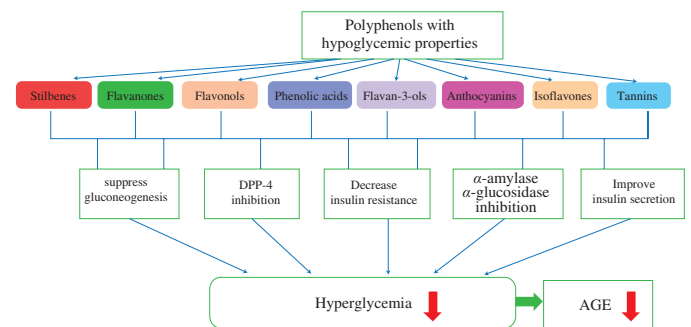 Polyphenols with
hypoglycemic properties
Stilbenes
Flavanones
Flavonols
Phenolic acids
Flavan-3-ols
Anthocyanins
Isoflavones
Tannins
suppress
gluconeogenesis
DPP-4
inhibition
Decrease
insulin resistance
α-amylase
α-glucosidase
inhibition
Improve
insulin secretion
Hyperglycemia
AGE